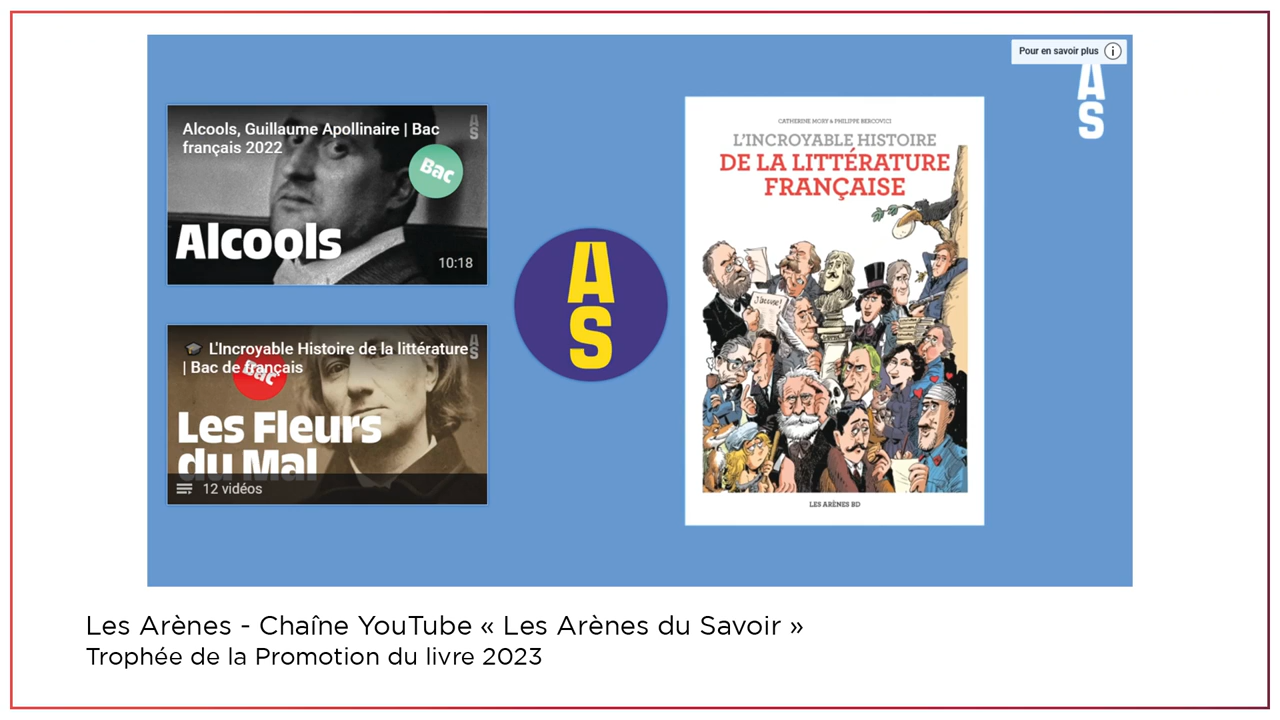 Pour en savoir plus
AS
Alcools, Guillaume Apollinaire | Bac
français 2022
AS
Bac
Alcools
10:18
🎓 L'Incroyable Histoire de la littérature
| Bac de français
AS
Bac
Les Fleurs
du Mal
12 vidéos
A
S
CATHERINE MORY & PHILIPPE BERCOVICI
L'INCROYABLE HISTOIRE
DE LA LITTÉRATURE
FRANÇAISE
J'accuse !
LES ARÈNES BD
Les Arènes - Chaîne YouTube « Les Arènes du Savoir »
Trophée de la Promotion du livre 2023